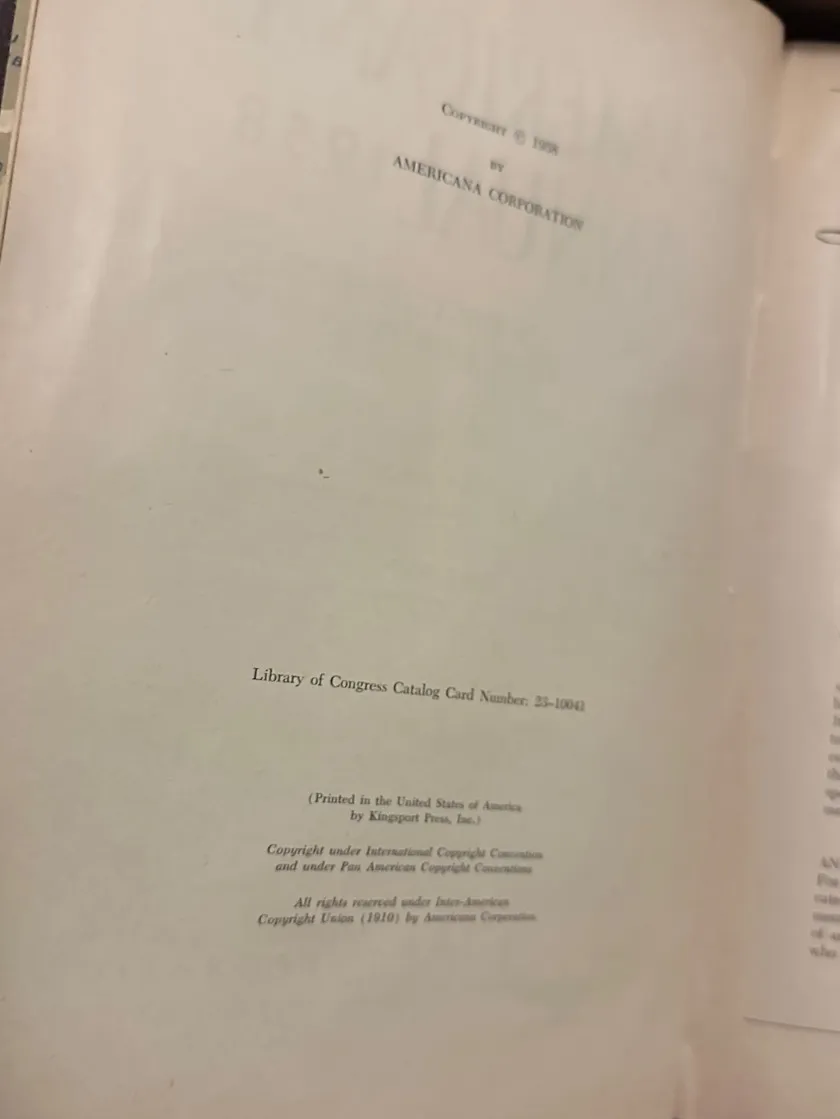 COPYRIGHT © 1958
BY
AMERICANA CORPORATION
Library of Congress Catalog Card Number: 23-10041
(Printed in the United States of America
by Kingsport Press, Inc.)
Copyright under International Copyright Convention
and under Pan American Copyright Conventions
All rights reserved under Inter-American
Copyright Union (1910) by Americana Corporation